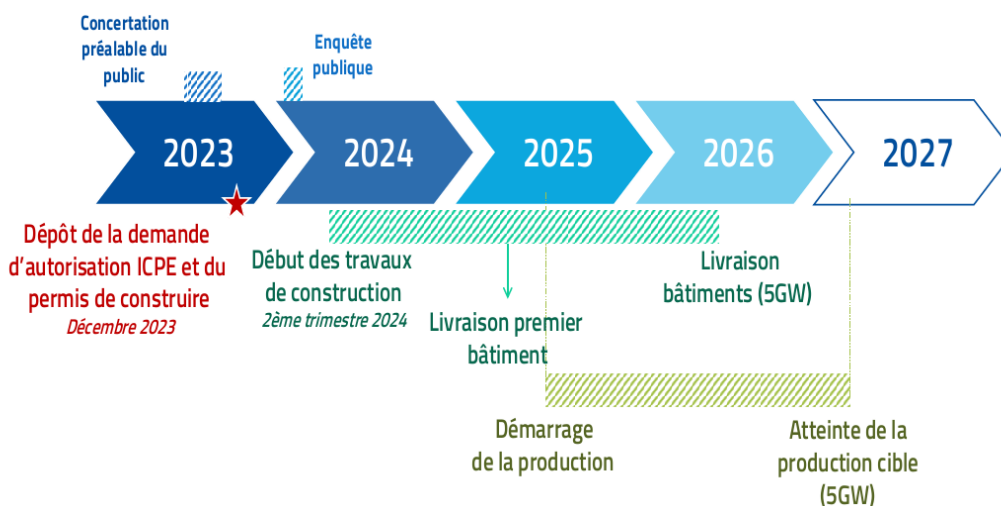 Concertation
préalable du
public
Enquête
publique
2023
2024
2025
2026
2027
Dépôt de la demande
d'autorisation ICPE et du
permis de construire
Décembre 2023
Début des travaux
de construction
2ème trimestre 2024
Livraison premier
bâtiment
Livraison
bâtiments (5GW)
Démarrage
de la production
Atteinte de la
production cible
(5GW)